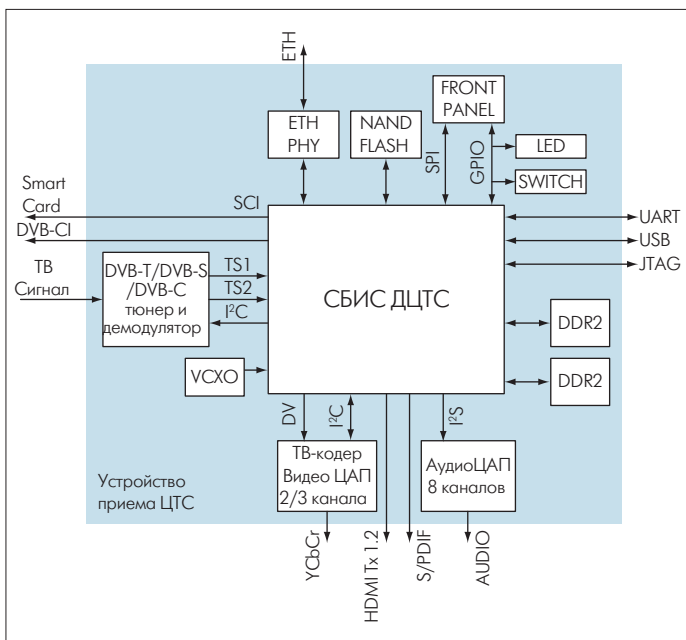 ETH
FRONT
PANEL
ETH
PHY
NAND
FLASH
SPI
GPIO
LED
SWITCH
Smart
Card
SCI
DVB-CI
UART
USB
JTAG
ТВ
Сигнал
DVB-T/DVB-S
/DVB-C
тюнер и
демодулятор
TS1
TS2
I²C
СБИС ДЦТС
DDR2
DDR2
VCXO
DV
I²C
I²S
ТВ-кодер
Видео ЦАП
2/3 канала
АудиоЦАП
8 каналов
Устройство
приема ЦТС
YCbCr
HDMI Tx 1.2
S/PDIF
AUDIO